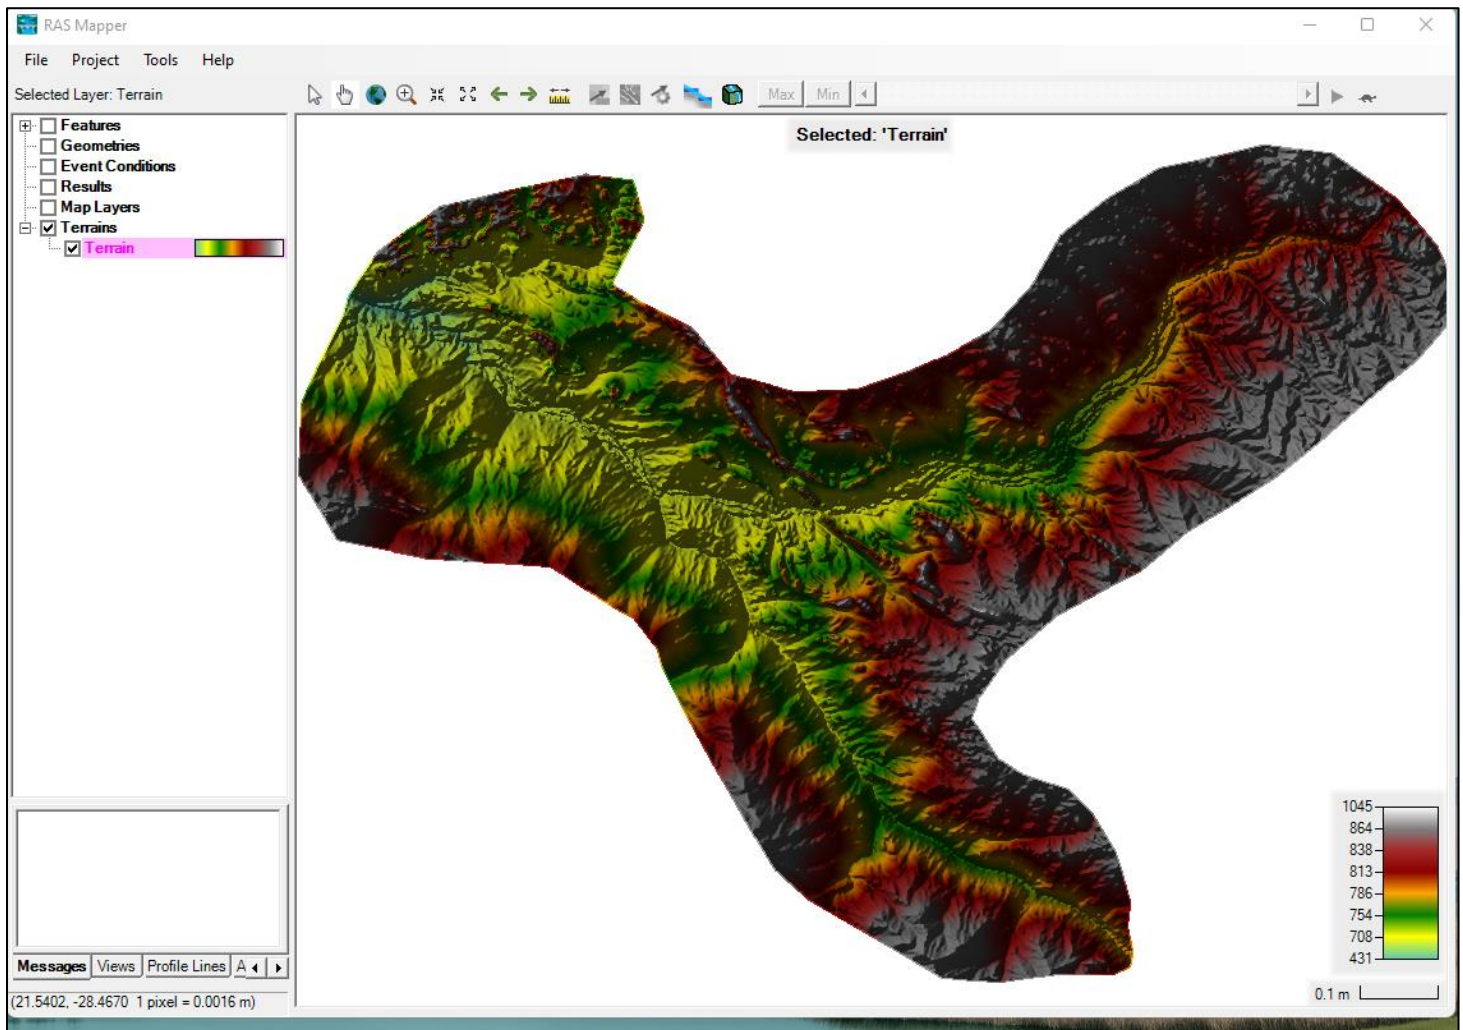 RAS Mapper
File Project Tools Help
Selected Layer: Terrain
Max Min
Features
Geometries
Event Conditions
Results
Map Layers
Terrains
Terrain
Selected: 'Terrain'
1045
864
838
813
786
754
708
431
0.1 m
Messages Views Profile Lines A
(21.5402, -28.4670 1 pixel = 0.0016 m)